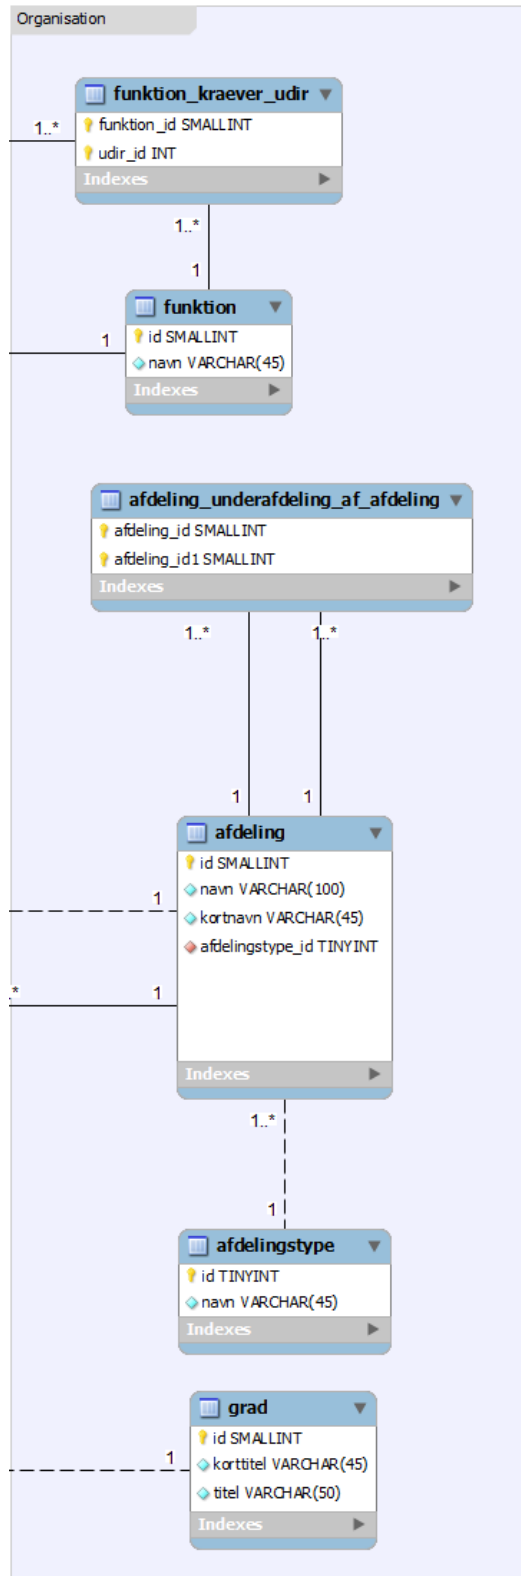 Organisation
funktion_kraever_udir
1..*
funktion_id SMALLINT
udir_id INT
Indexes
1..*
1
funktion
1
id SMALLINT
navn VARCHAR(45)
Indexes
afdeling_underafdeling_af_afdeling
afdeling_id SMALLINT
afdeling_id1 SMALLINT
Indexes
1..*
1..*
1
1
afdeling
id SMALLINT
navn VARCHAR(100)
1
kortnavn VARCHAR(45)
afdelingstype_id TINYINT
.*
1
Indexes
1..*
1
afdelingstype
id TINYINT
navn VARCHAR(45)
Indexes
grad
id SMALLINT
1
korttitel VARCHAR(45)
titel VARCHAR(50)
Indexes